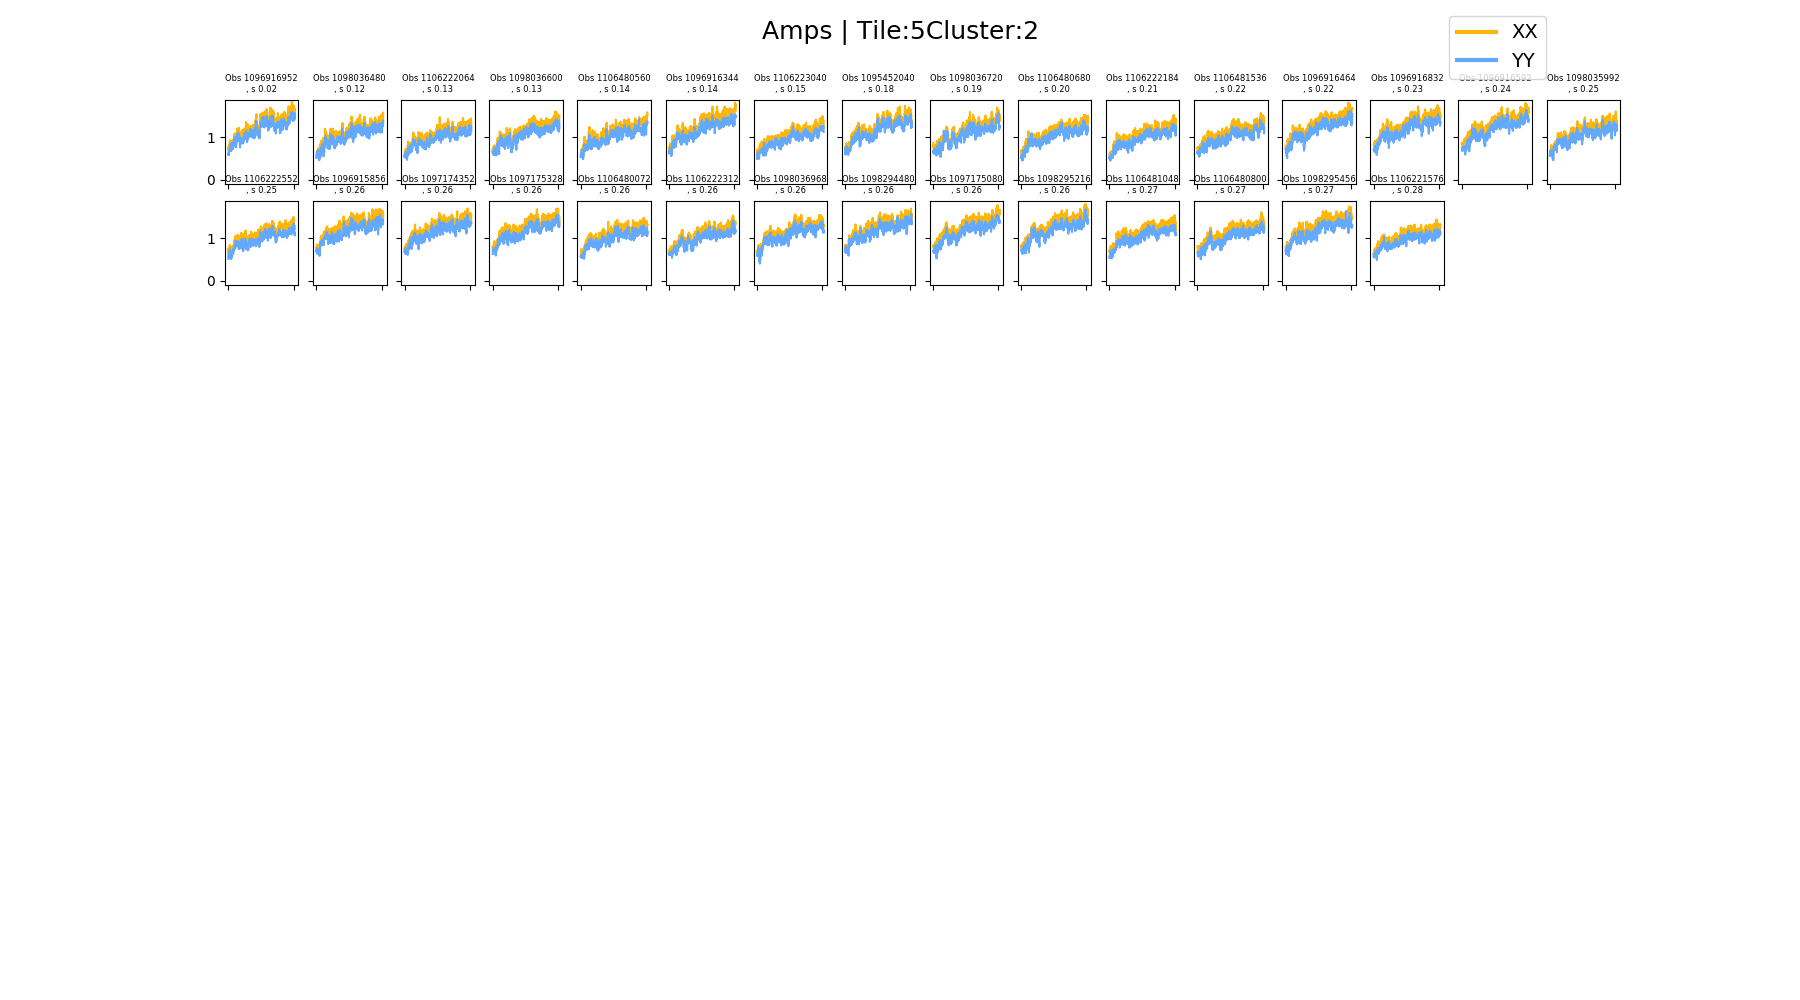 Amps | Tile:5Cluster:2
XX
YY
Obs 1096916952 Obs 1098036480 Obs 1106222064 Obs 1098036600 Obs 1106480560 Obs 1096916344 Obs 1106223040 Obs 1095452040 Obs 1098036720 Obs 1106480680 Obs 1106222184 Obs 1106481536 Obs 1096916464 Obs 1096916832 Obs 1096916592 Obs 1098035992
, s 0.02 , s 0.12 , s 0.13 , s 0.13 , s 0.14 , s 0.14 , s 0.15 , s 0.18 , s 0.19 , s 0.20 , s 0.21 , s 0.22 , s 0.22 , s 0.23 , s 0.24 , s 0.25
1
0
Obs 1106222552 Obs 1096915856 Obs 1097174352 Obs 1097175328 Obs 1106480072 Obs 1106222312 Obs 1098036968 Obs 1098294480 Obs 1097175080 Obs 1098295216 Obs 1106481048 Obs 1106480800 Obs 1098295456 Obs 1106221576
, s 0.25 , s 0.26 , s 0.26 , s 0.26 , s 0.26 , s 0.26 , s 0.26 , s 0.26 , s 0.26 , s 0.26 , s 0.27 , s 0.27 , s 0.27 , s 0.28
1
0